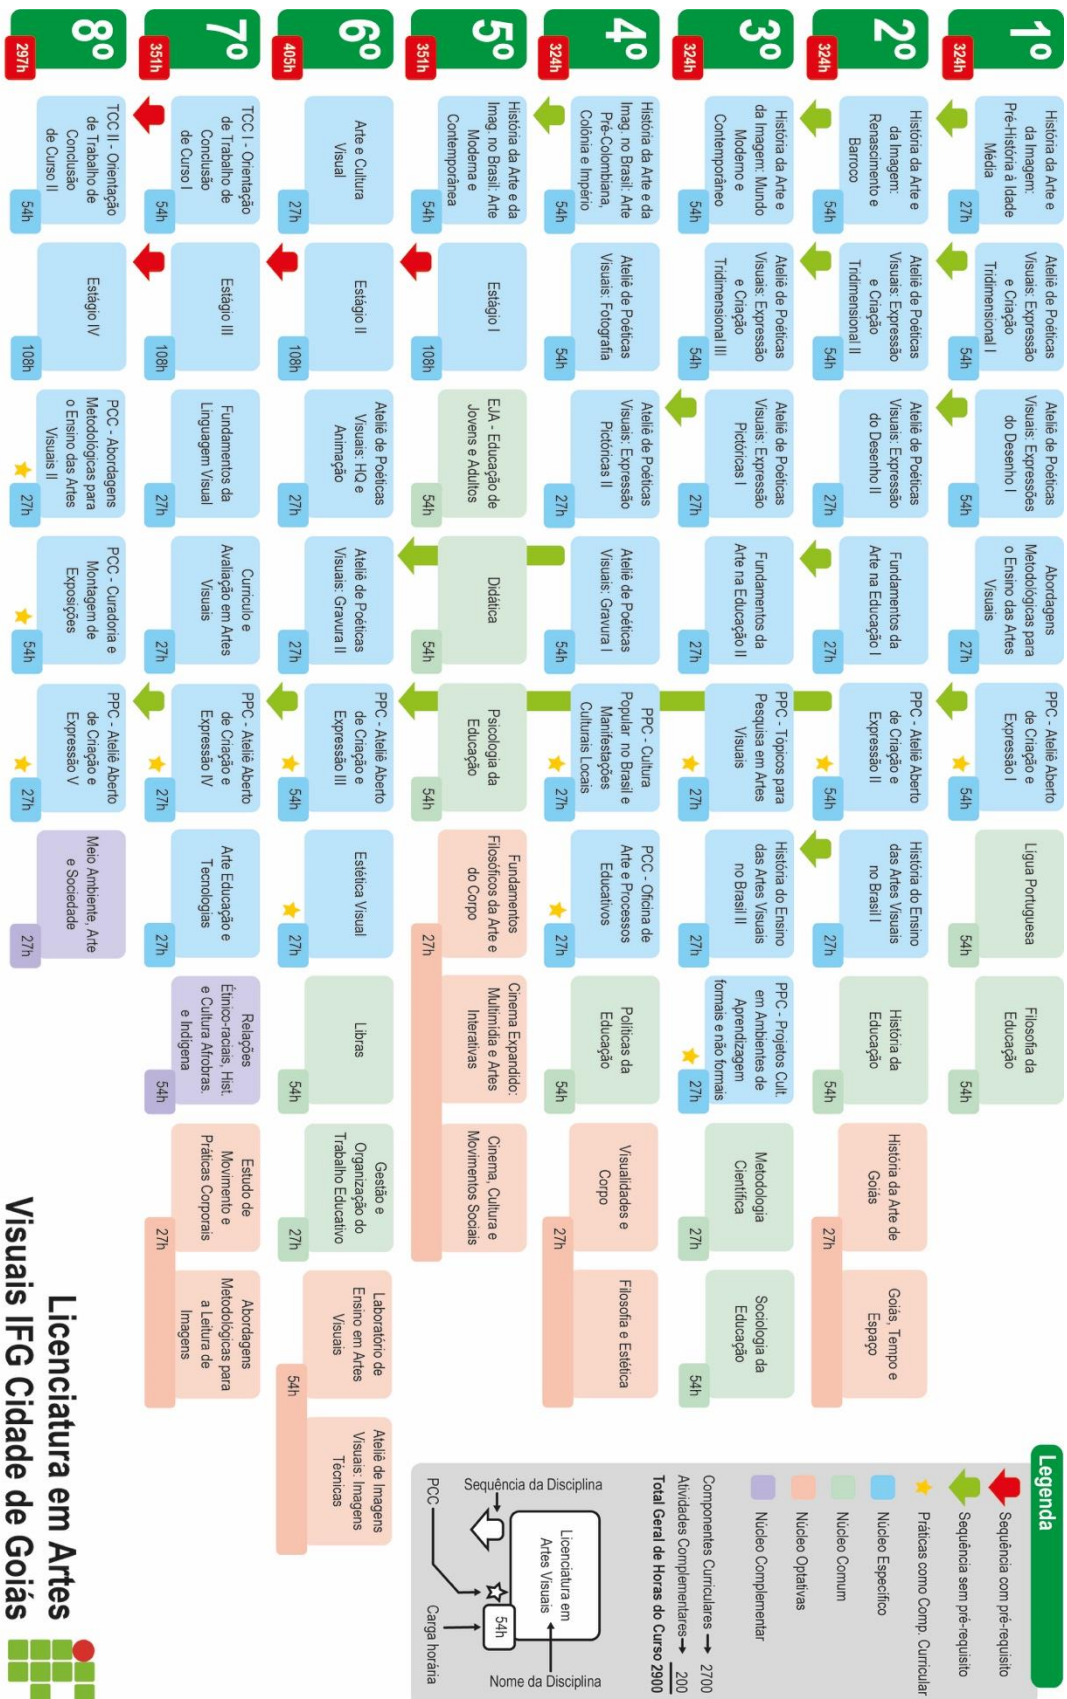 1º
324h
História da Arte e
da Imagem:
Pré-História à Idade
Média
27h
Ateliê de Poéticas
Visuais: Expressão
e Criação
Tridimensional I
54h
Ateliê de Poéticas
Visuais: Expressões
do Desenho I
54h
Abordagens
Metodológicas para
o Ensino das Artes
Visuais
27h
PPC - Ateliê Aberto
de Criação e
Expressão I
54h
Ligua Portuguesa
54h
Filosofia da
Educação
54h
2º
324h
História da Arte e
da Imagem:
Renascimento e
Barroco
54h
Ateliê de Poéticas
Visuais: Expressão
e Criação
Tridimensional II
54h
Ateliê de Poéticas
Visuais: Expressão
do Desenho II
27h
Fundamentos da
Arte na Educação I
27h
PPC - Ateliê Aberto
de Criação e
Expressão II
54h
História do Ensino
das Artes Visuais
no Brasil I
27h
História da
Educação
54h
História da Arte de
Goiás
27h
Goiás, Tempo e
Espaço
3º
324h
História da Arte e
da Imagem: Mundo
Moderno e
Contemporâneo
54h
Ateliê de Poéticas
Visuais: Expressão
e Criação
Tridimensional III
27h
Ateliê de Poéticas
Visuais: Expressão
Pictóricas I
54h
Fundamentos da
Arte na Educação II
27h
PPC - Tópicos para
Pesquisa em Artes
Visuais
27h
História do Ensino
das Artes Visuais
no Brasil II
27h
PPC - Projetos Cult.
em Ambientes de
Aprendizagem
formais e não formais
27h
Metodologia
Científica
27h
Sociologia da
Educação
54h
4º
324h
História da Arte e da
Imag. no Brasil: Arte
Pré-Colombiana,
Colônia e Império
54h
Ateliê de Poéticas
Visuais: Fotografia
54h
Ateliê de Poéticas
Visuais: Expressão
Pictóricas II
27h
Ateliê de Poéticas
Visuais: Gravura I
54h
PPC - Cultura
Popular no Brasil e
Manifestações
Culturais Locais
27h
PCC - Oficina de
Arte e Processos
Educativos
27h
Políticas da
Educação
54h
Visualidades e
Corpo
27h
Filosofia e Estética
5º
351h
História da Arte e da
Imag. no Brasil: Arte
Moderna e
Contemporânea
54h
Estágio I
108h
EJA - Educação de
Jovens e Adultos
54h
Didática
54h
Psicologia da
Educação
54h
Fundamentos
Filosóficos da Arte e
do Corpo
27h
Cinema Expandido:
Multimídia e Artes
Interativas
Cinema, Cultura e
Movimentos Sociais
6º
405h
Arte e Cultura
Visual
27h
Estágio II
108h
Ateliê de Poéticas
Visuais: HQ e
Animação
27h
Ateliê de Poéticas
Visuais: Gravura II
27h
PPC - Ateliê Aberto
de Criação e
Expressão III
54h
Estética Visual
27h
Libras
54h
Gestão e
Organização do
Trabalho Educativo
27h
Laboratório de
Ensino em Artes
Visuais
54h
Ateliê de Imagens
Visuais: Imagens
Técnicas
7º
351h
TCC I - Orientação
de Trabalho de
Conclusão
de Curso I
54h
Estágio III
108h
Fundamentos da
Linguagem Visual
27h
Currículo e
Avaliação em Artes
Visuais
27h
PPC - Ateliê Aberto
de Criação e
Expressão IV
27h
Arte Educação e
Tecnologias
27h
Relações
Étinico-raciais, Hist.
e Cultura Afrobras.
e Indigena
54h
Estudo de
Movimento e
Práticas Corporais
27h
Abordagens
Metodológicas para
a Leitura de
Imagens
8º
297h
TCC II - Orientação
de Trabalho de
Conclusão
de Curso II
54h
Estágio IV
108h
PCC - Abordagens
Metodológicas para
o Ensino das Artes
Visuais II
27h
PCC - Curadoria e
Montagem de
Exposições
54h
PPC - Ateliê Aberto
de Criação e
Expressão V
27h
Meio Ambiente, Arte
e Sociedade
27h
Legenda
Sequência com pré-requisito
Sequência sem pré-requisito
Práticas como Comp. Curricular
Núcleo Específico
Núcleo Comum
Núcleo Optativas
Núcleo Complementar
Componentes Curriculares 2700
Atividades Complementares 200
Total Geral de Horas do Curso 2900
Sequência da Disciplina
PCC
Licenciatura em
Artes Visuais
54h
Nome da Disciplina
Carga horária
Licenciatura em Artes
Visuais IFG Cidade de Goiás